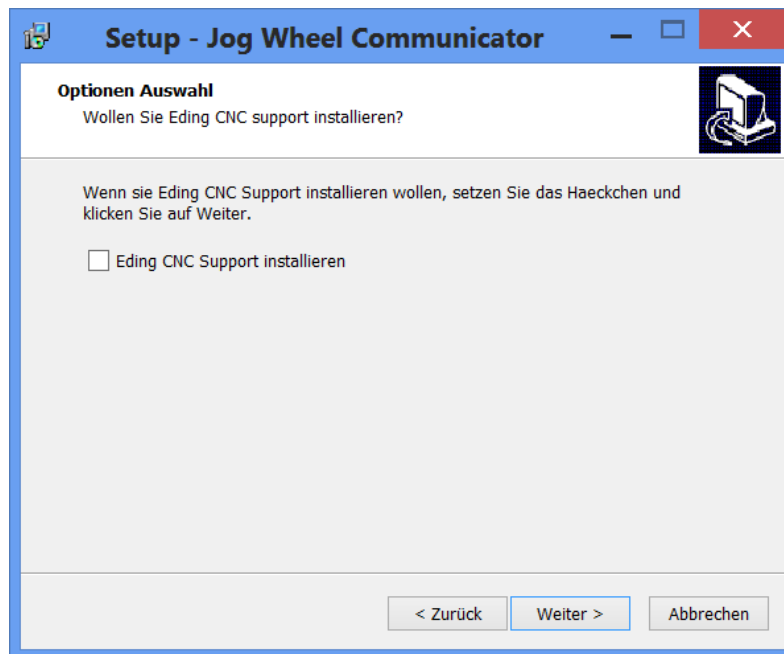 Setup - Jog Wheel Communicator
Optionen Auswahl
Wollen Sie Eding CNC support installieren?
Wenn sie Eding CNC Support installieren wollen, setzen Sie das Haeckchen und
klicken Sie auf Weiter.
Eding CNC Support installieren
< Zurück Weiter > Abbrechen